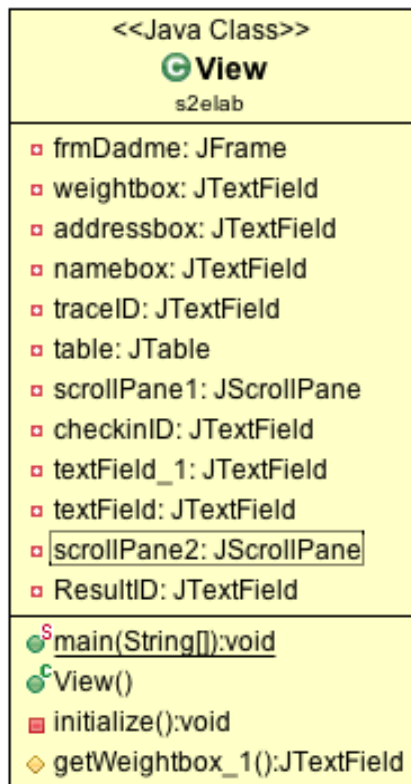 <<Java Class>>
C View
s2elab
frmDadme: JFrame
weightbox: JTextField
addressbox: JTextField
namebox: JTextField
traceID: JTextField
table: JTable
scrollPane1: JScrollPane
checkinID: JTextField
textField_1: JTextField
textField: JTextField
scrollPane2: JScrollPane
ResultID: JTextField
S main(String[]):void
C View()
initialize():void
getWeightbox_1():JTextField